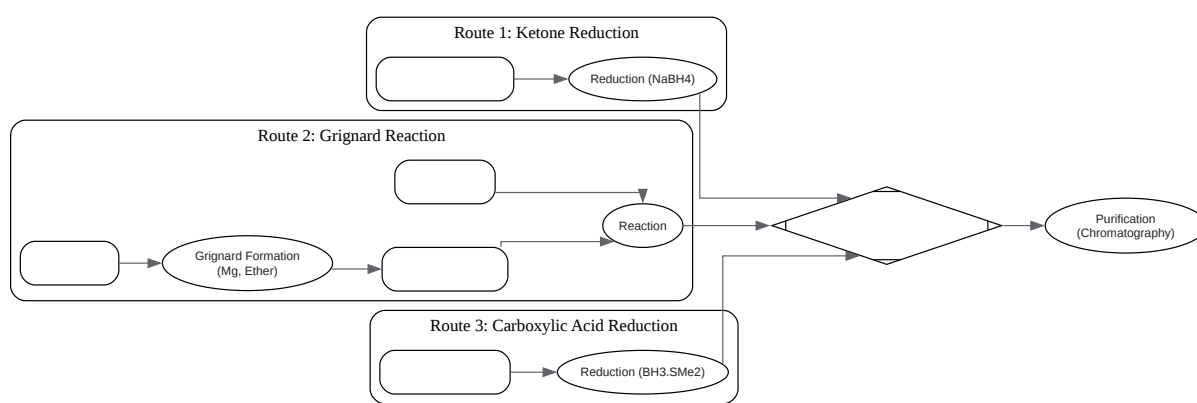 Route 1: Ketone Reduction
Reduction (NaBH4)
Route 2: Grignard Reaction
Reaction
Grignard Formation
(Mg, Ether)
Purification
(Chromatography)
Route 3: Carboxylic Acid Reduction
Reduction (BH3.SMe2)